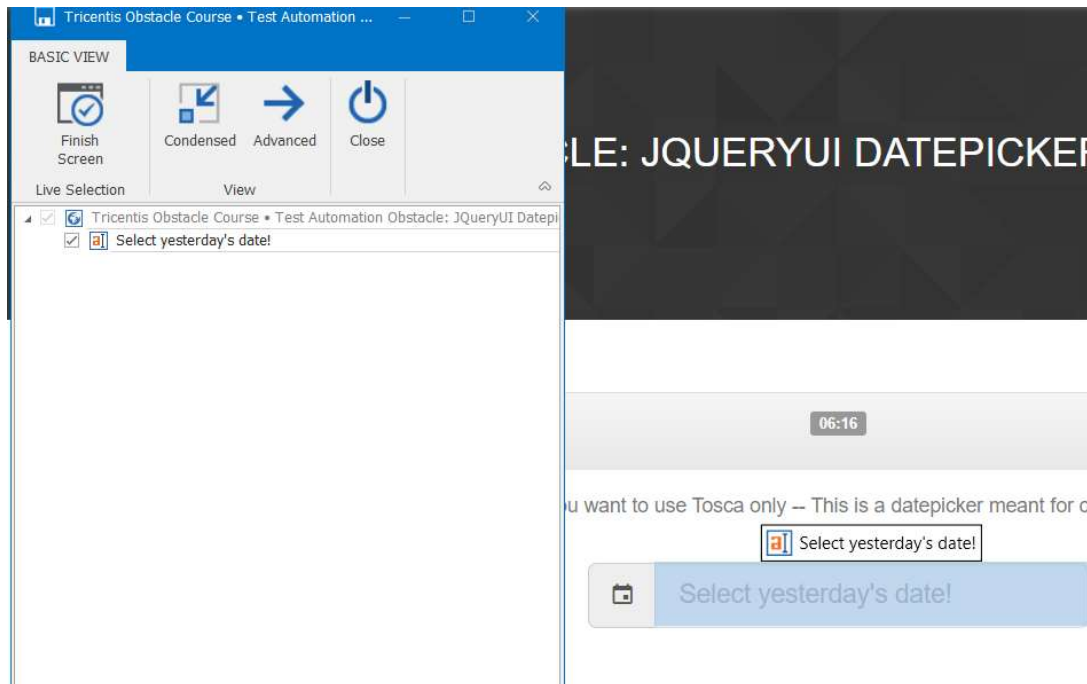 Tricentis Obstacle Course • Test Automation ...
BASIC VIEW
Finish
Screen
Condensed
Advanced
Close
Live Selection
View
Tricentis Obstacle Course • Test Automation Obstacle: JQueryUI Datepi
Select yesterday's date!
CLE: JQUERYUI DATEPICKER
06:16
u want to use Tosca only -- This is a datepicker meant for
Select yesterday's date!
Select yesterday's date!